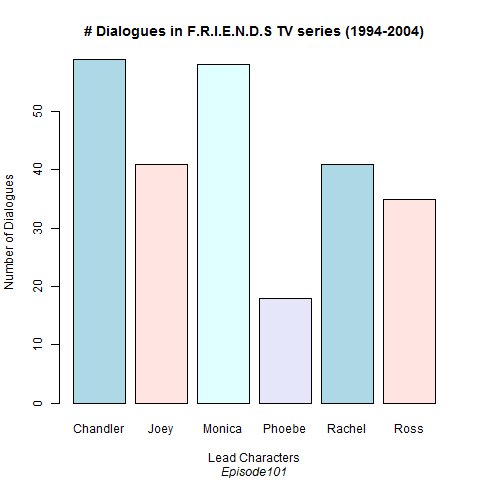 # Dialogues in F.R.I.E.N.D.S TV series (1994-2004)
Number of Dialogues
50
40
30
20
10
0
Chandler Joey Monica Phoebe Rachel Ross
Lead Characters
Episode101